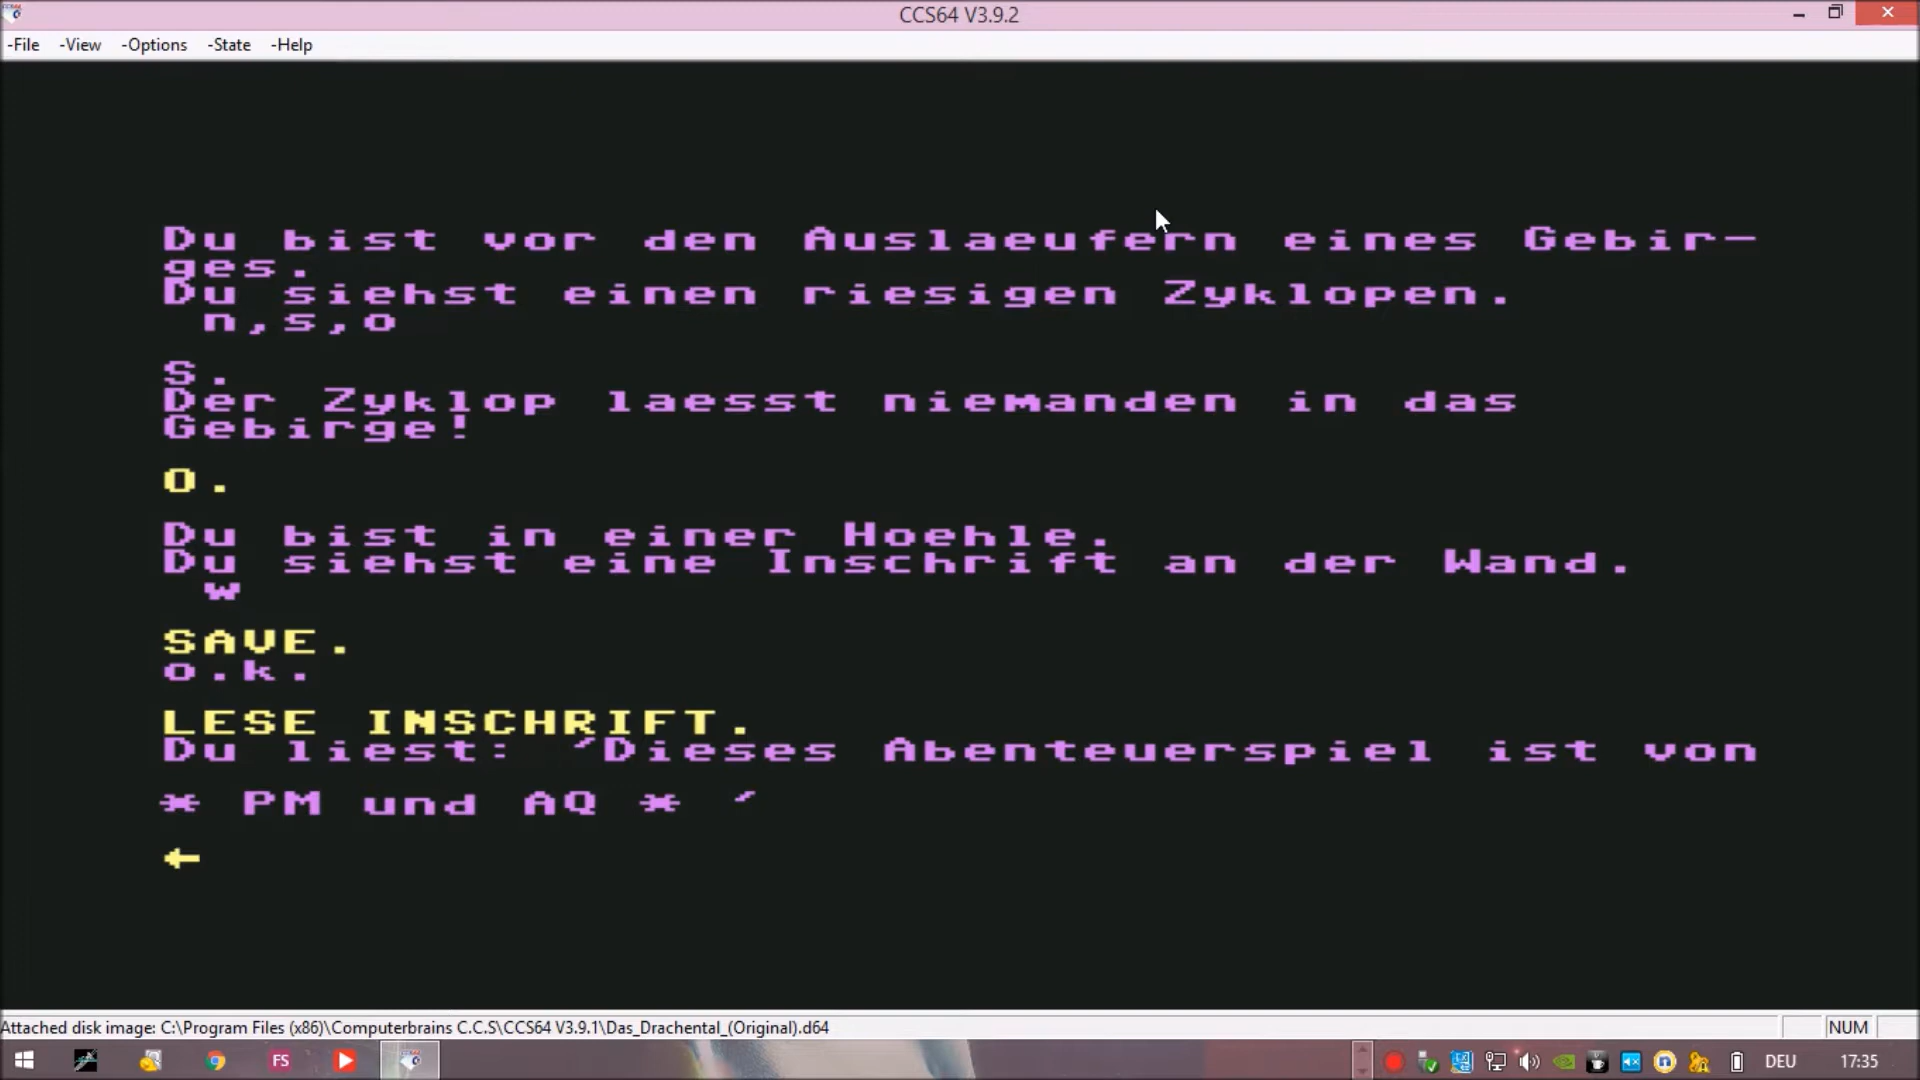 CCS64 V3.9.2
-File -View -Options -State -Help
Du bist vor den Auslaeufern eines Gebir-
ges.
Du siehst einen riesigen Zyklopen.
n,s,o
S.
Der Zyklop laesst niemanden in das
Gebirge!
O.
Du bist in einer Hoehle.
Du siehst eine Inschrift an der Wand.
w
SAVE.
o.k.
LESE INSCHRIFT.
Du liest: ´Dieses Abenteuerspiel ist von
* PM und AQ * ´
←
Attached disk image: C:\Program Files (x86)\Computerbrains C.C.S\CCS64 V3.9.1\Das_Drachental_(Original).d64 NUM
FS DEU 17:35